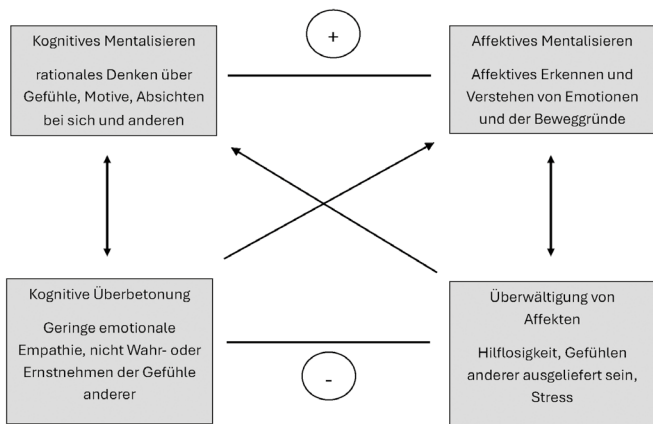 Kognitives Mentalisieren
rationales Denken über
Gefühle, Motive, Absichten
bei sich und anderen
+
Affektives Mentalisieren
Affektives Erkennen und
Verstehen von Emotionen
und der Beweggründe
Kognitive Überbetonung
Geringe emotionale
Empathie, nicht Wahr- oder
Ernstnehmen der Gefühle
anderer
-
Überwältigung von
Affekten
Hilflosigkeit, Gefühlen
anderer ausgeliefert sein,
Stress